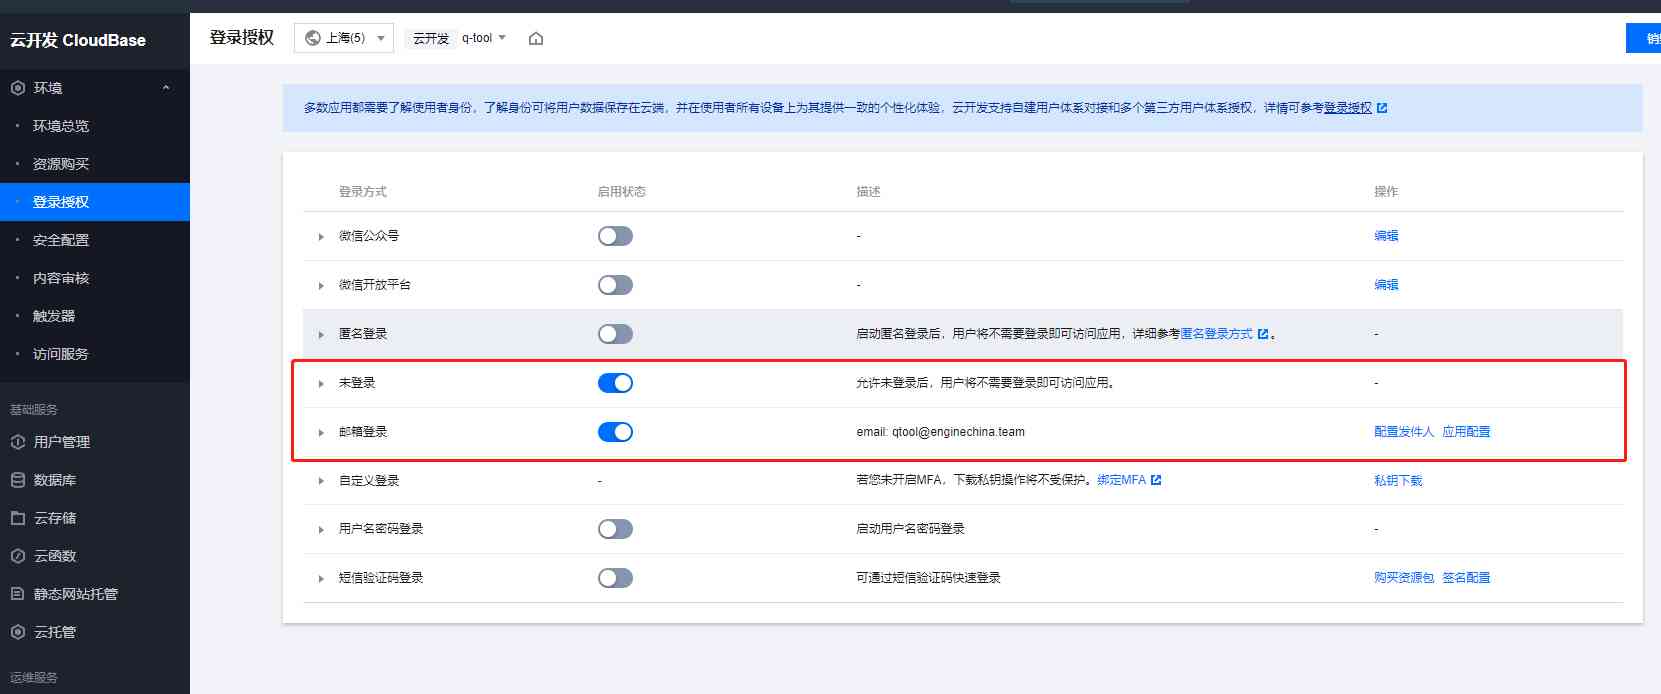 云开发 CloudBase
登录授权
上海(5)
云开发
q-tool
环境
环境总览
资源购买
登录授权
安全配置
内容审核
触发器
访问服务
基础服务
用户管理
数据库
云存储
云函数
静态网站托管
云托管
运维服务
多数应用都需要了解使用者身份，了解身份可将用户数据保存在云端，并在使用者所有设备上为其提供一致的个性化体验，云开发支持自建用户体系对接和多个第三方用户体系授权，详情可参考登录授权
登录方式 启用状态 描述 操作
微信公众号 - 编辑
微信开放平台 - 编辑
匿名登录 启动匿名登录后，用户将不需要登录即可访问应用，详细参考匿名登录方式。 -
未登录 允许未登录后，用户将不需要登录即可访问应用。 -
邮箱登录 email: qtool@enginechina.team 配置发件人 应用配置
自定义登录 - 若您未开启MFA，下载私钥操作将不受保护。绑定MFA 私钥下载
用户名密码登录 启动用户名密码登录 -
短信验证码登录 可通过短信验证码快速登录 购买资源包 签名配置